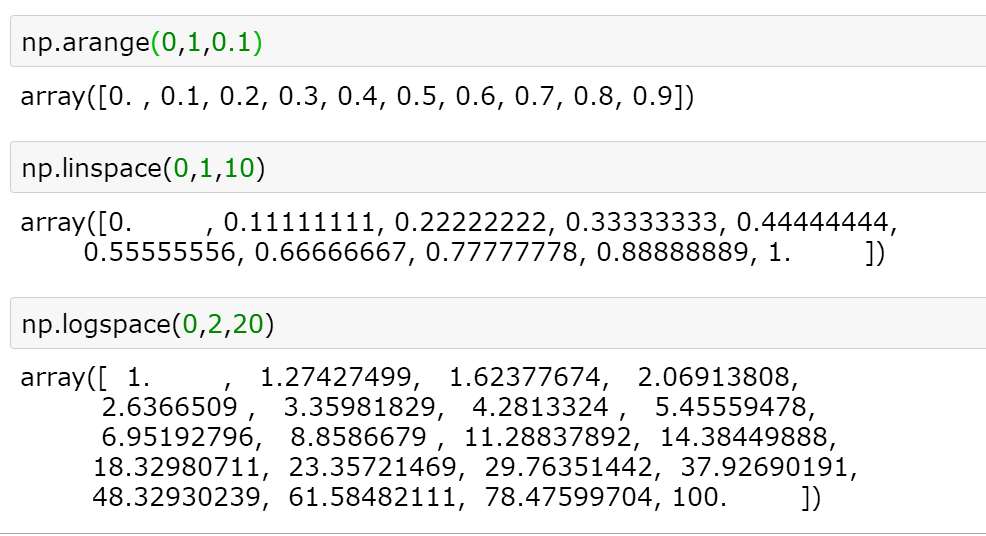 np.arange(0,1,0.1)
array([0. , 0.1, 0.2, 0.3, 0.4, 0.5, 0.6, 0.7, 0.8, 0.9])
np.linspace(0,1,10)
array([0.        , 0.11111111, 0.22222222, 0.33333333, 0.44444444,
0.55555556, 0.66666667, 0.77777778, 0.88888889, 1.        ])
np.logspace(0,2,20)
array([  1.        ,   1.27427499,   1.62377674,   2.06913808,
2.6366509 ,   3.35981829,   4.2813324 ,   5.45559478,
6.95192796,   8.8586679 ,  11.28837892,  14.38449888,
18.32980711,  23.35721469,  29.76351442,  37.92690191,
48.32930239,  61.58482111,  78.47599704, 100.        ])